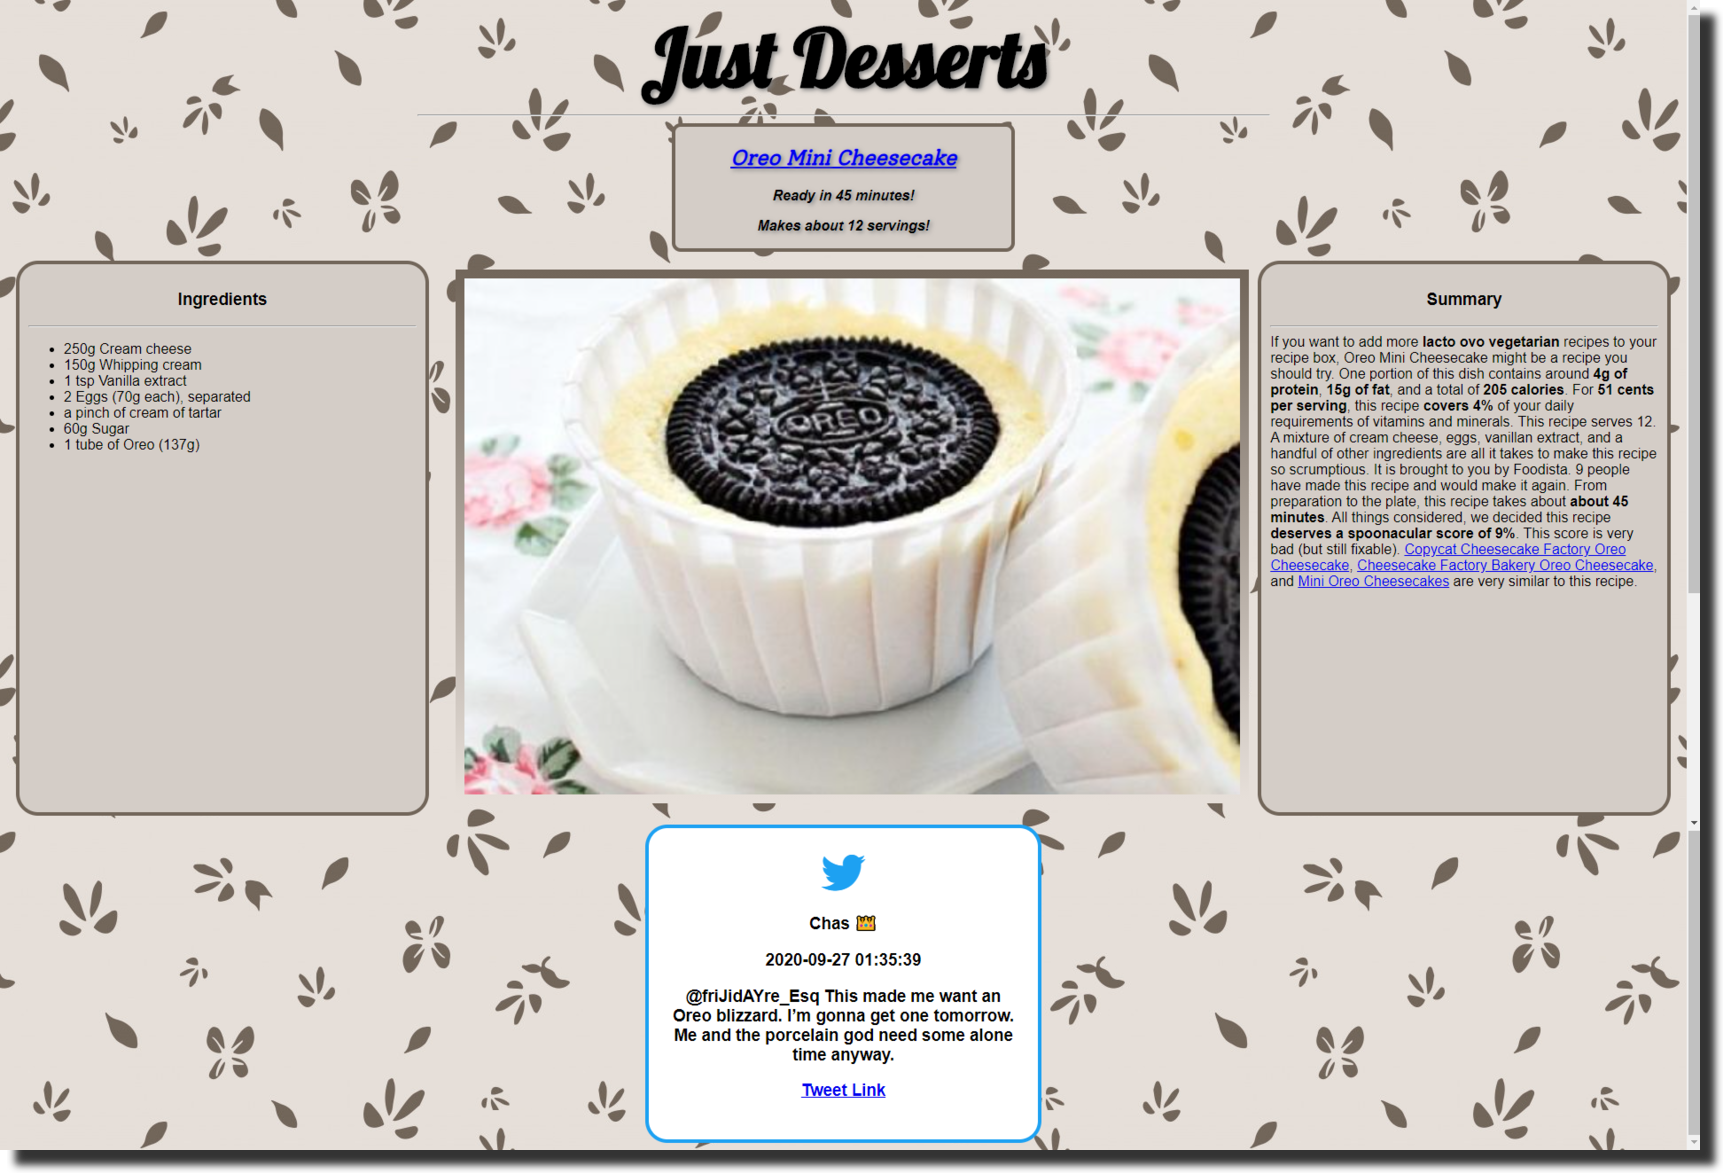 Just Desserts
Oreo Mini Cheesecake
Ready in 45 minutes!
Makes about 12 servings!
Ingredients
250g Cream cheese
150g Whipping cream
1 tsp Vanilla extract
2 Eggs (70g each), separated
a pinch of cream of tartar
60g Sugar
1 tube of Oreo (137g)
OREO
Summary
If you want to add more lacto ovo vegetarian recipes to your
recipe box, Oreo Mini Cheesecake might be a recipe you
should try. One portion of this dish contains around 4g of
protein, 15g of fat, and a total of 205 calories. For 51 cents
per serving, this recipe covers 4% of your daily
requirements of vitamins and minerals. This recipe serves 12.
A mixture of cream cheese, eggs, vanillan extract, and a
handful of other ingredients are all it takes to make this recipe
so scrumptious. It is brought to you by Foodista. 9 people
have made this recipe and would make it again. From
preparation to the plate, this recipe takes about about 45
minutes. All things considered, we decided this recipe
deserves a spoonacular score of 9%. This score is very
bad (but still fixable). Copycat Cheesecake Factory Oreo
Cheesecake, Cheesecake Factory Bakery Oreo Cheesecake,
and Mini Oreo Cheesecakes are very similar to this recipe.
Chas
2020-09-27 01:35:39
@friJidAYre_Esq This made me want an
Oreo blizzard. I’m gonna get one tomorrow.
Me and the porcelain god need some alone
time anyway.
Tweet Link